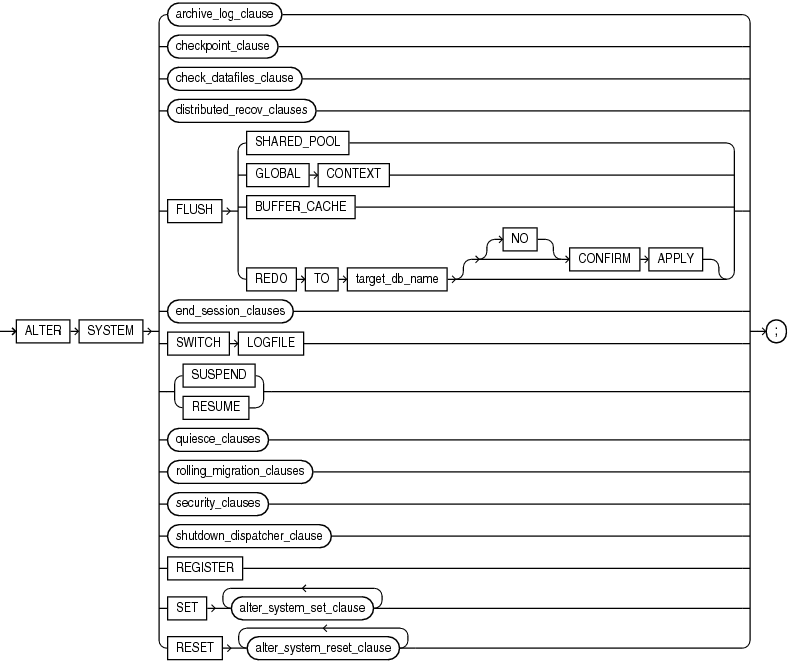 archive_log_clause
checkpoint_clause
check_datafiles_clause
distributed_recov_clauses
SHARED_POOL
GLOBAL CONTEXT
FLUSH BUFFER_CACHE
NO
CONFIRM APPLY
REDO TO target_db_name
end_session_clauses
ALTER SYSTEM ;
SWITCH LOGFILE
SUSPEND
RESUME
quiesce_clauses
rolling_migration_clauses
security_clauses
shutdown_dispatcher_clause
REGISTER
SET alter_system_set_clause
RESET alter_system_reset_clause